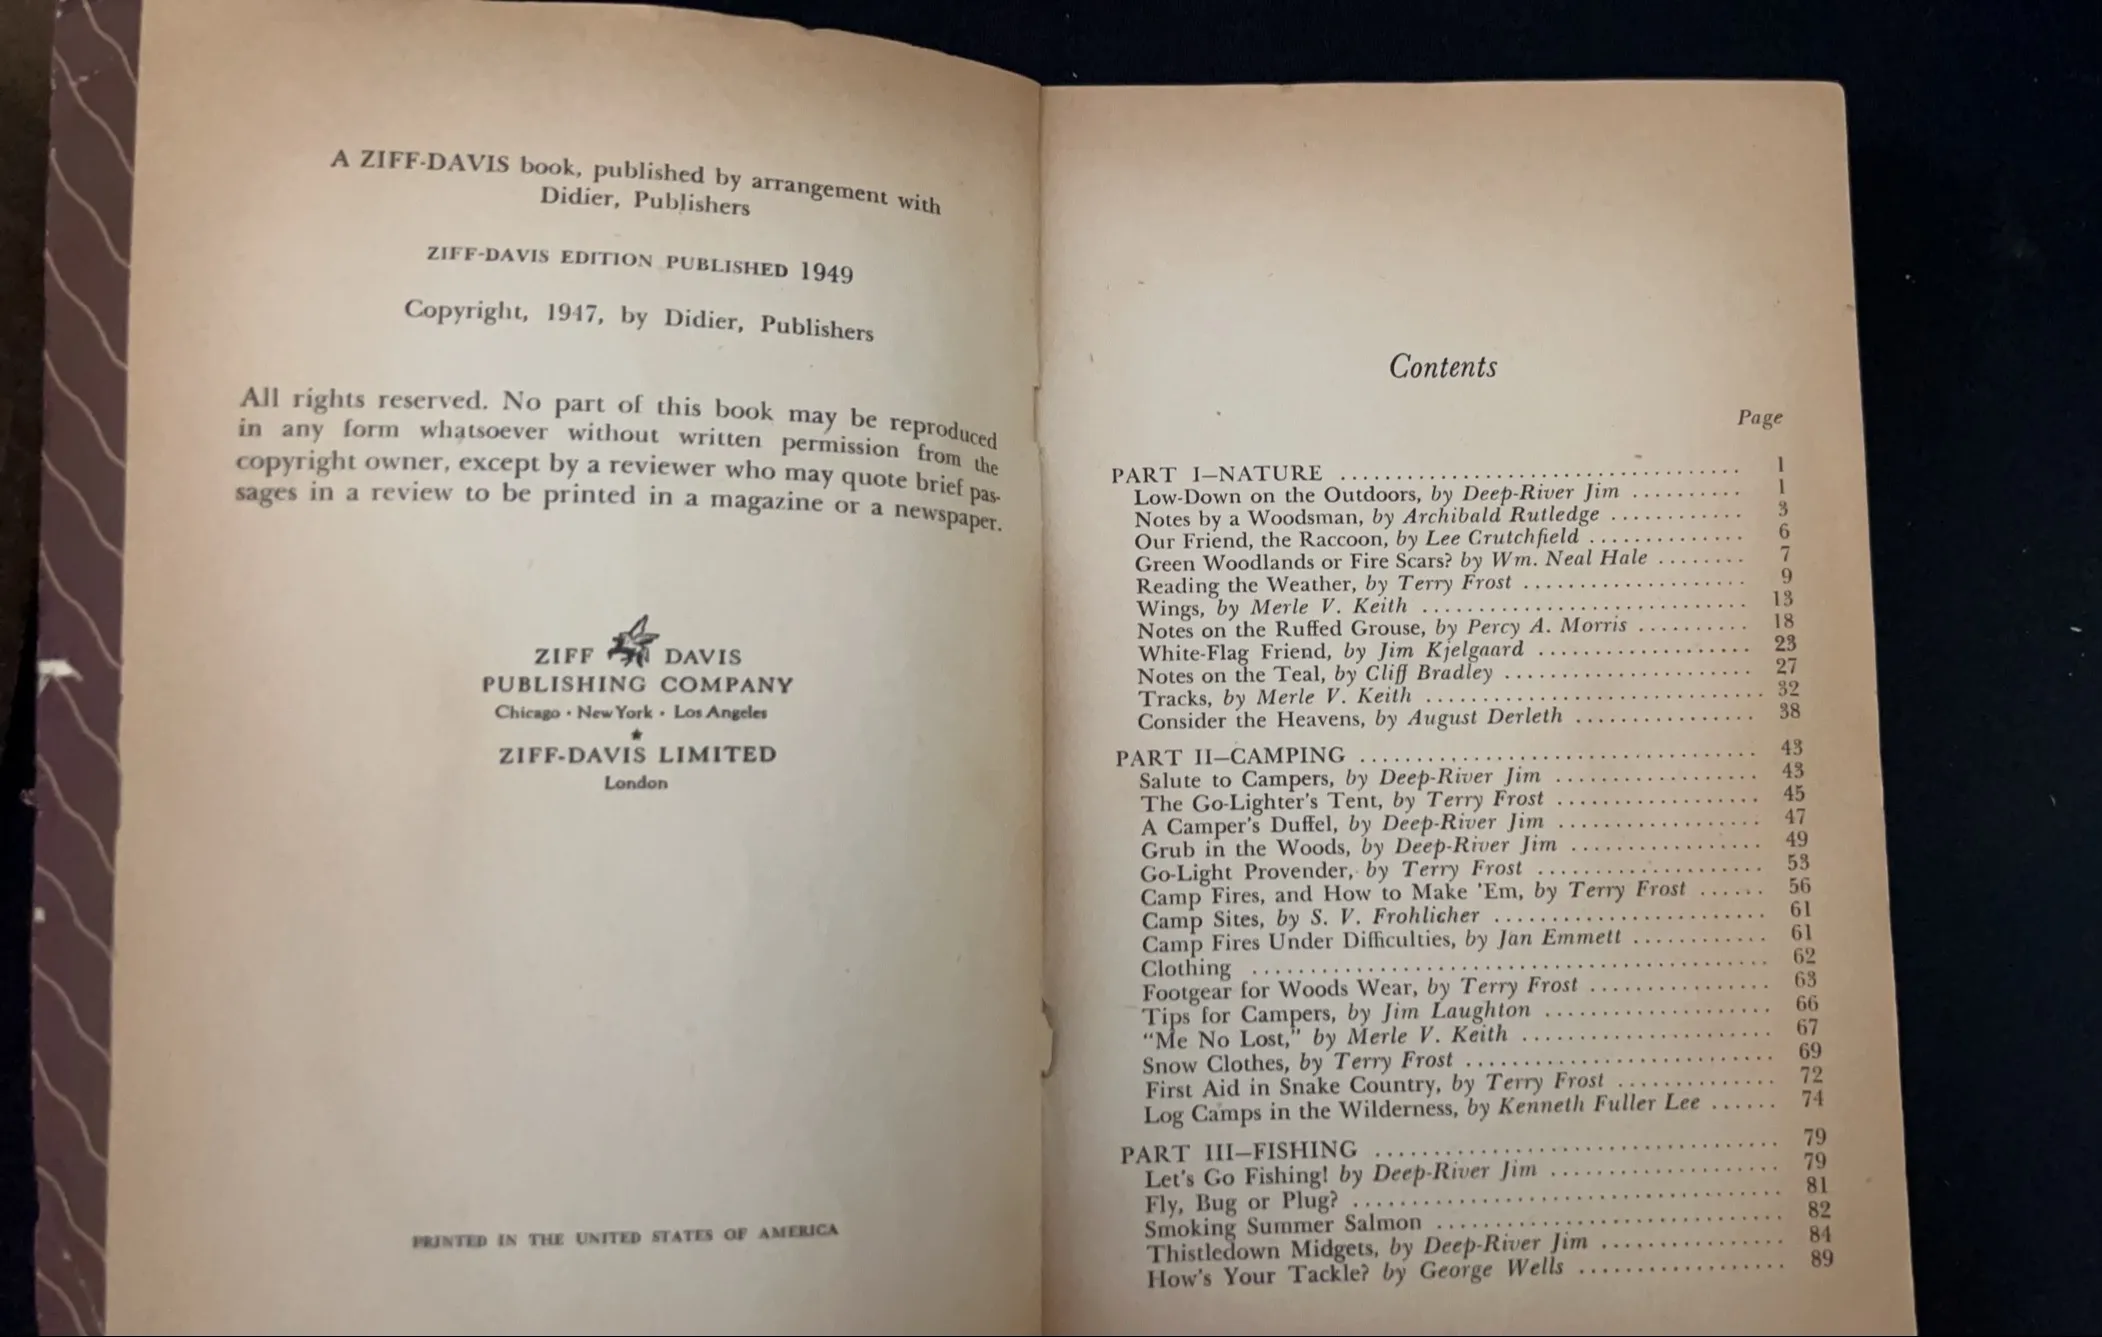 A ZIFF-DAVIS book, published by arrangement with
Didier, Publishers
ZIFF-DAVIS EDITION PUBLISHED 1949
Copyright, 1947, by Didier, Publishers
All rights reserved. No part of this book may be reproduced
in any form whatsoever without written permission from the
copyright owner, except by a reviewer who may quote brief pas-
sages in a review to be printed in a magazine or a newspaper.
ZIFF DAVIS
PUBLISHING COMPANY
Chicago • New York • Los Angeles
★
ZIFF-DAVIS LIMITED
London
PRINTED IN THE UNITED STATES OF AMERICA
Contents
Page
PART I—NATURE .................................. 1
Low-Down on the Outdoors, by Deep-River Jim .......... 1
Notes by a Woodsman, by Archibald Rutledge ............ 3
Our Friend, the Raccoon, by Lee Crutchfield .............. 6
Green Woodlands or Fire Scars? by Wm. Neal Hale ........ 7
Reading the Weather, by Terry Frost .................... 9
Wings, by Merle V. Keith ............................. 13
Notes on the Ruffed Grouse, by Percy A. Morris .......... 18
White-Flag Friend, by Jim Kjelgaard ................... 23
Notes on the Teal, by Cliff Bradley ...................... 27
Tracks, by Merle V. Keith .............................. 32
Consider the Heavens, by August Derleth ................ 38
PART II—CAMPING ................................... 43
Salute to Campers, by Deep-River Jim .................. 43
The Go-Lighter's Tent, by Terry Frost .................. 45
A Camper's Duffel, by Deep-River Jim .................. 47
Grub in the Woods, by Deep-River Jim ................. 49
Go-Light Provender, by Terry Frost .................... 53
Camp Fires, and How to Make 'Em, by Terry Frost ...... 56
Camp Sites, by S. V. Frohlicher ........................ 61
Camp Fires Under Difficulties, by Jan Emmett ............ 61
Clothing ............................................. 62
Footgear for Woods Wear, by Terry Frost ................ 63
Tips for Campers, by Jim Laughton .................... 66
“Me No Lost,” by Merle V. Keith ...................... 67
Snow Clothes, by Terry Frost ........................... 69
First Aid in Snake Country, by Terry Frost .............. 72
Log Camps in the Wilderness, by Kenneth Fuller Lee ...... 74
PART III—FISHING ................................... 79
Let's Go Fishing! by Deep-River Jim .................... 79
Fly, Bug or Plug? ..................................... 81
Smoking Summer Salmon .............................. 82
Thistledown Midgets, by Deep-River Jim ................ 84
How's Your Tackle? by George Wells .................. 89